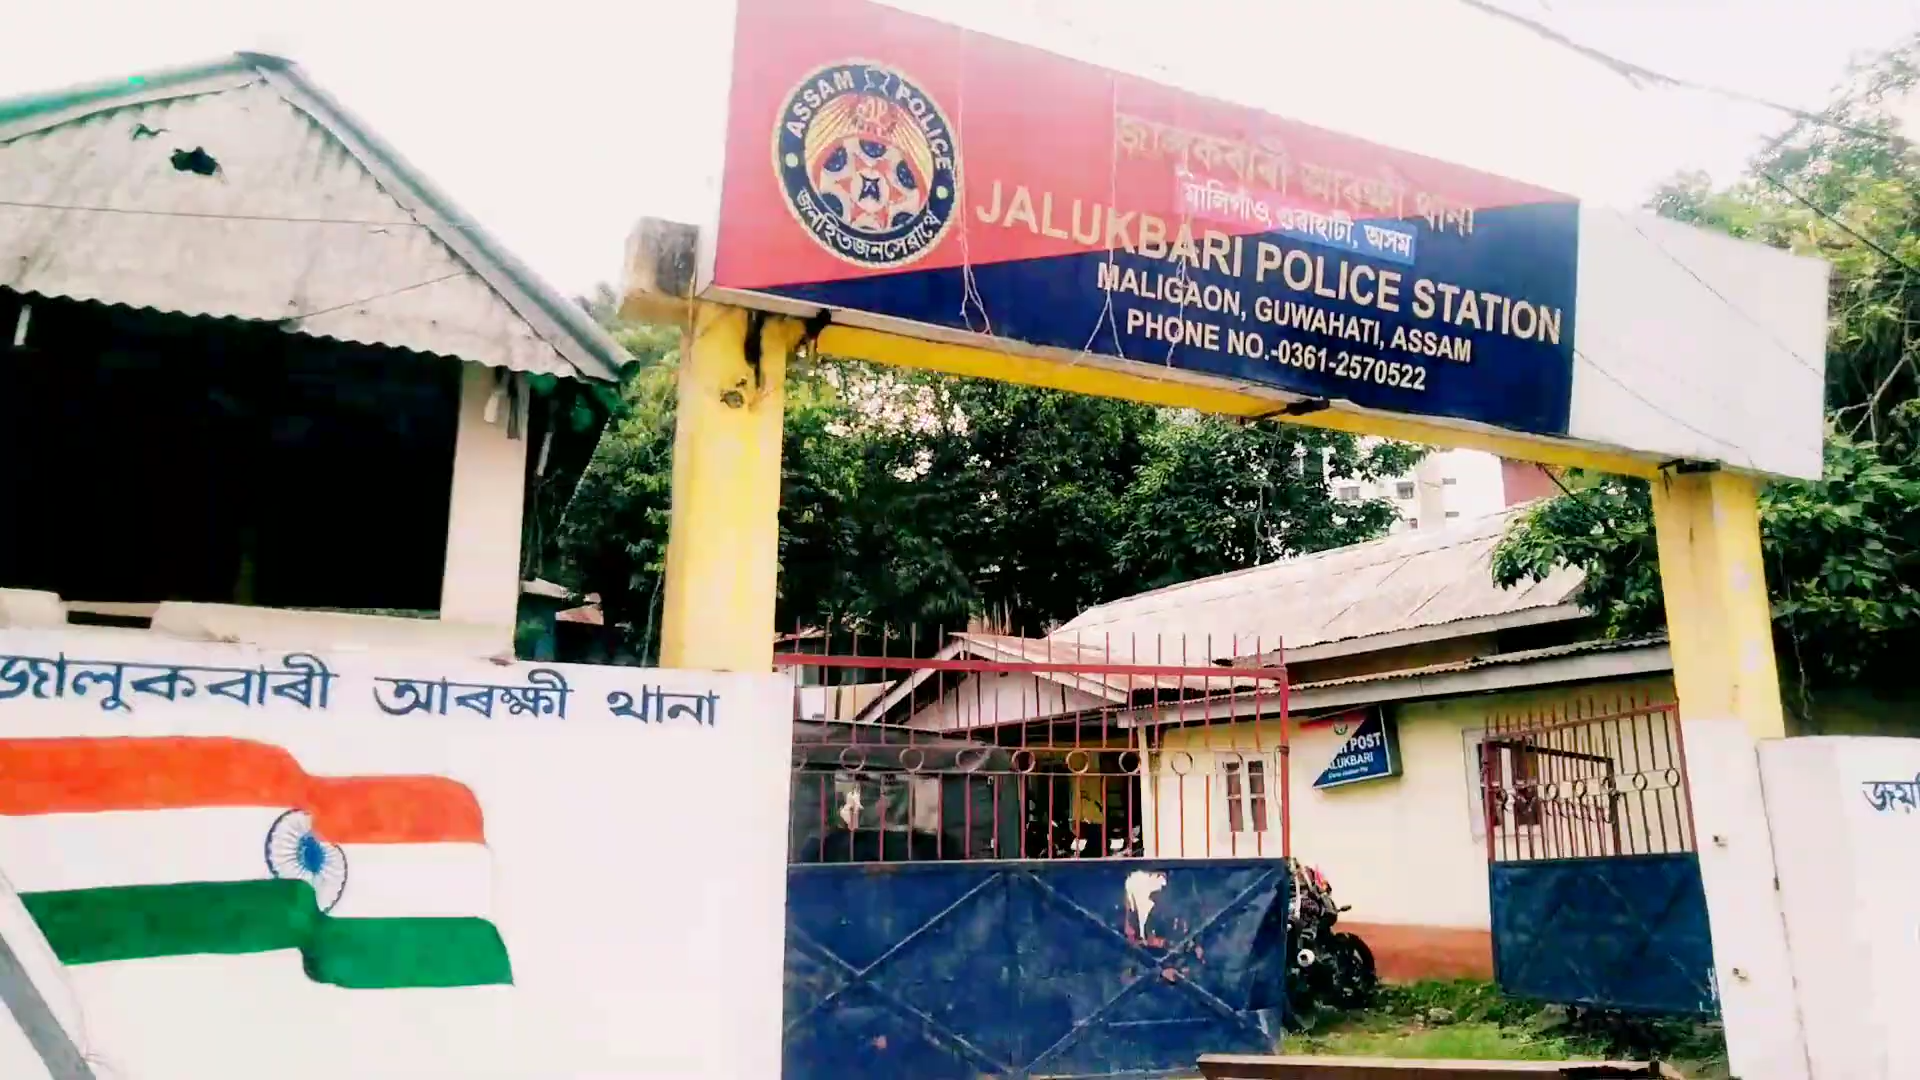 ASSAM POLICE
জনহিতজনসেৱাৰ্থে
জালুকবাৰী আৰক্ষী থানা
মালিগাঁও, গুৱাহাটী, অসম
JALUKBARI POLICE STATION
MALIGAON, GUWAHATI, ASSAM
PHONE NO.-0361-2570522
জালুকবাৰী আৰক্ষী থানা
POST